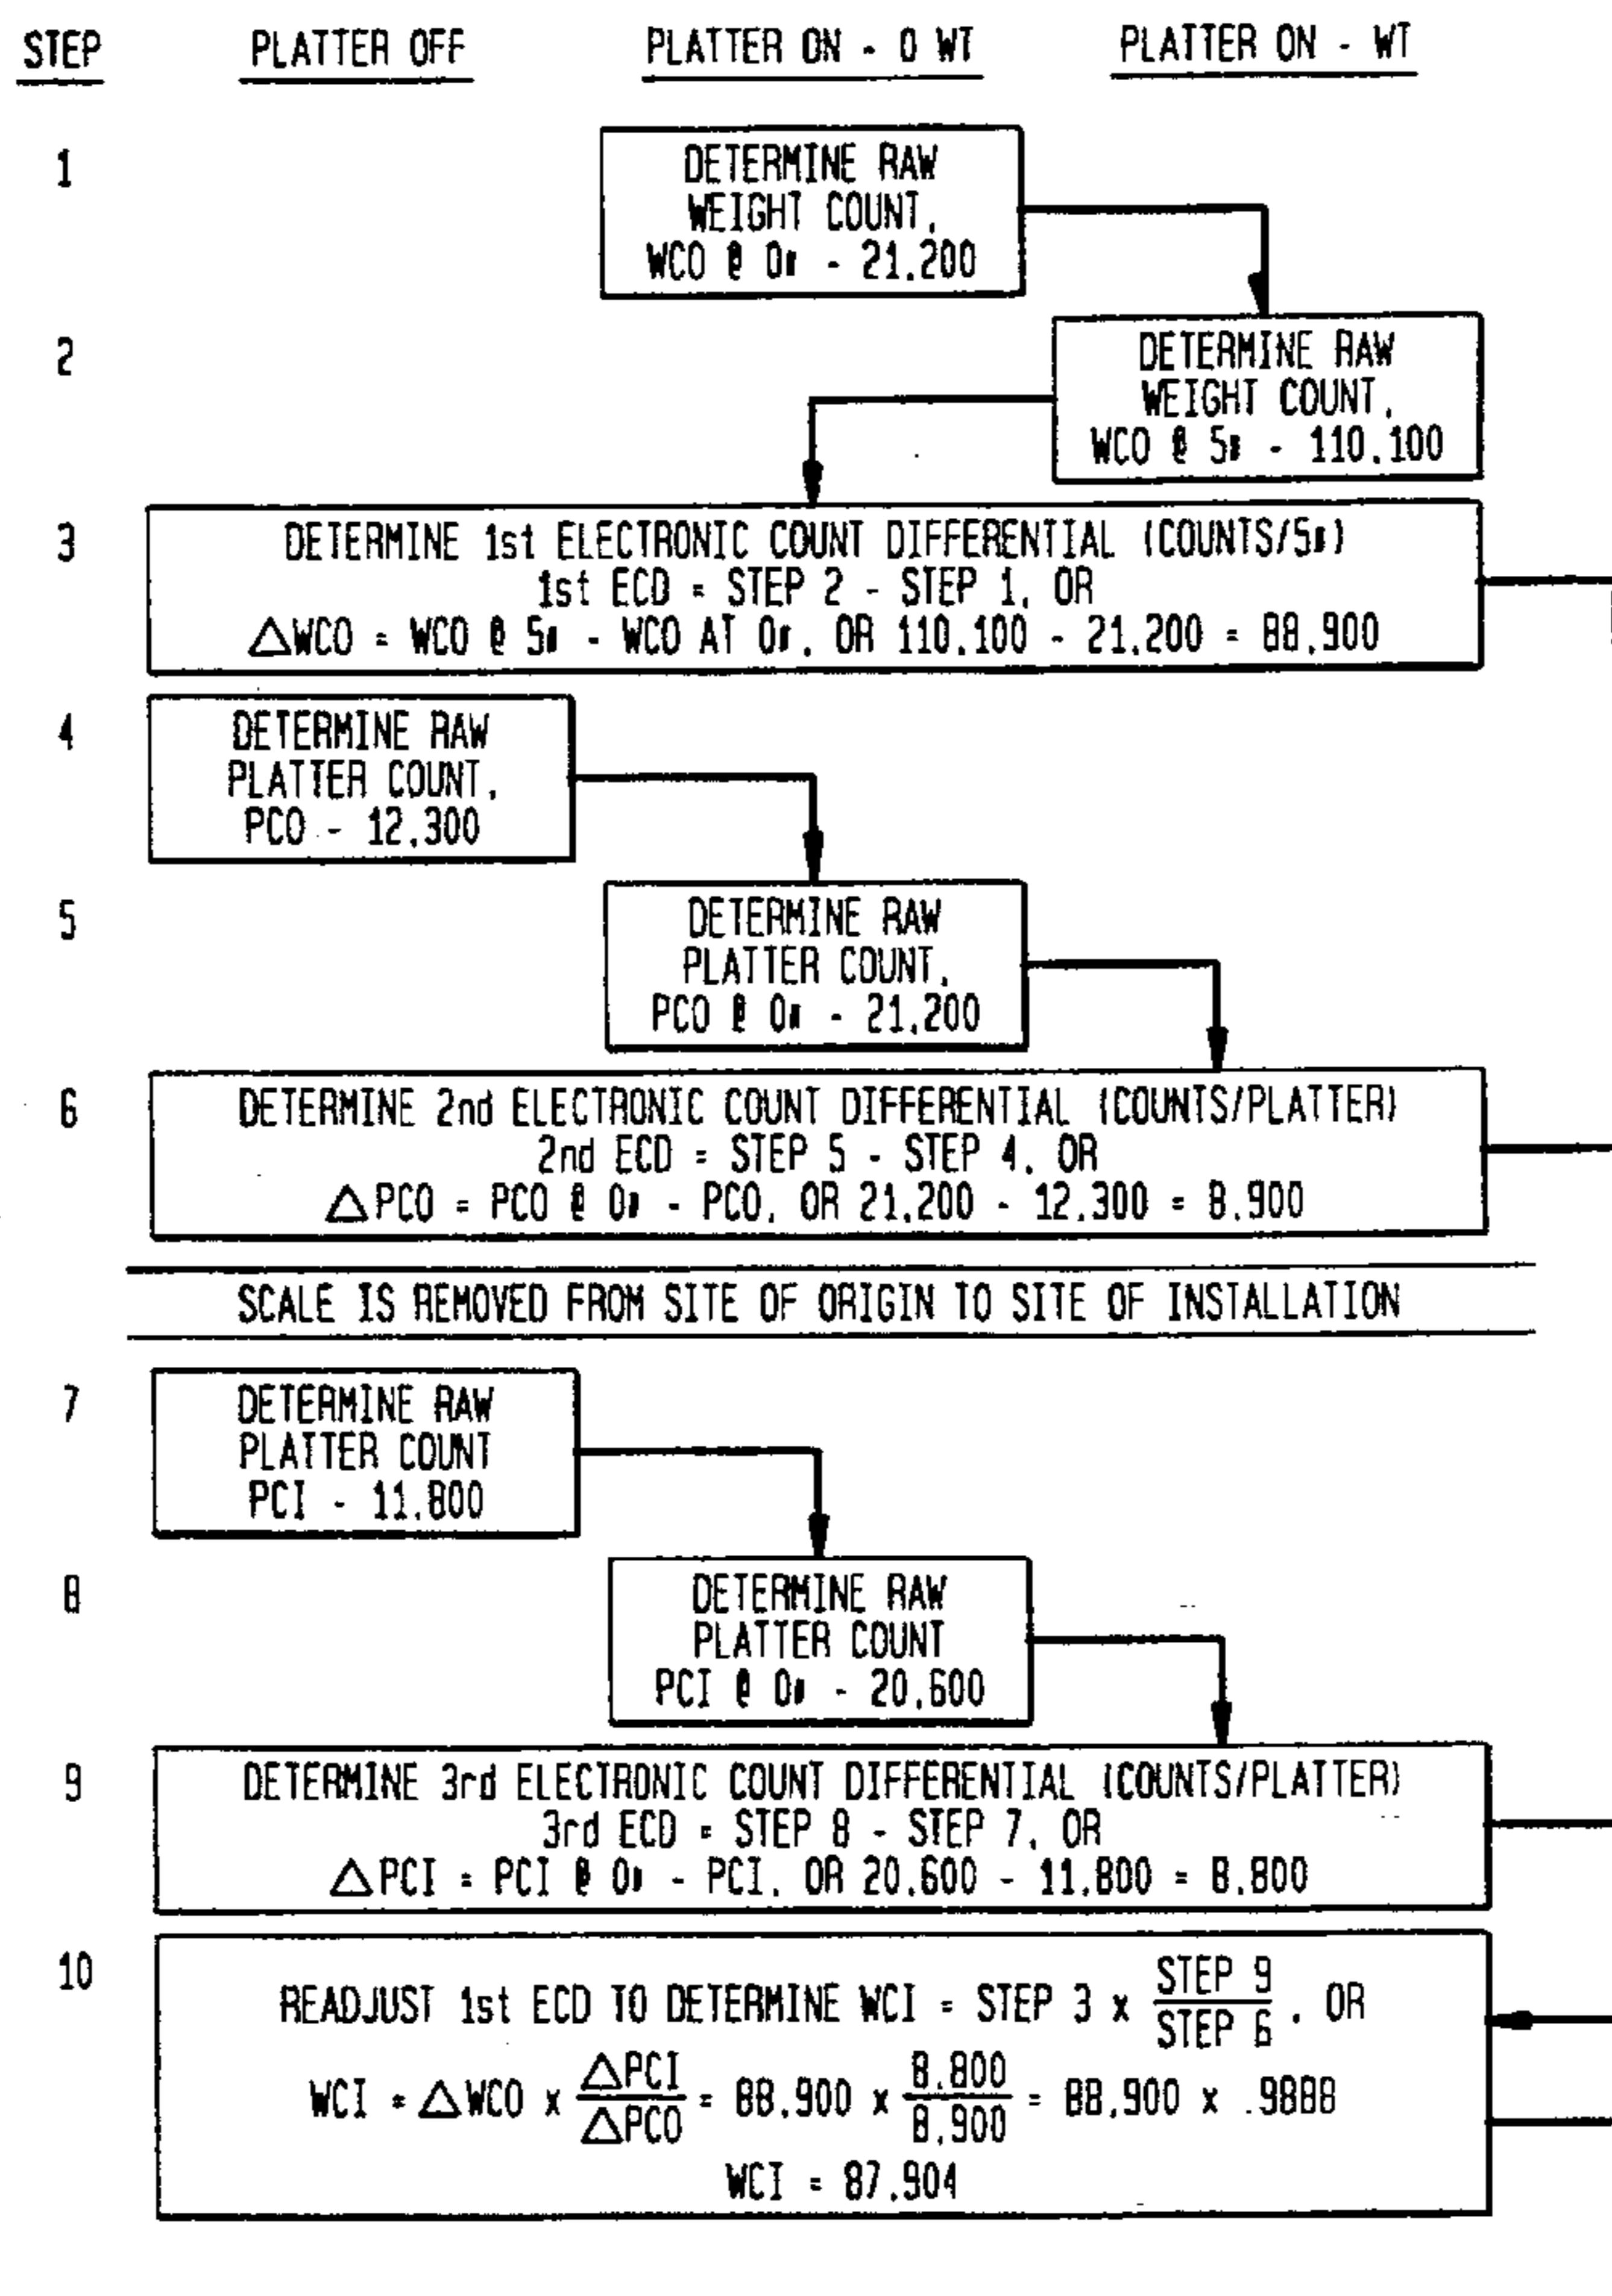 STEP PLATTER OFF PLATTER ON - 0 WT PLATTER ON - WT
1
DETERMINE RAW
WEIGHT COUNT,
WCO @ 0# - 21,200
2
DETERMINE RAW
WEIGHT COUNT,
WCO @ 5# - 110,100
3
DETERMINE 1st ELECTRONIC COUNT DIFFERENTIAL (COUNTS/5#)
1st ECD = STEP 2 - STEP 1, OR
△WCO = WCO @ 5# - WCO AT 0#, OR 110,100 - 21,200 = 88,900
4
DETERMINE RAW
PLATTER COUNT,
PCO - 12,300
5
DETERMINE RAW
PLATTER COUNT,
PCO @ 0# - 21,200
6
DETERMINE 2nd ELECTRONIC COUNT DIFFERENTIAL (COUNTS/PLATTER)
2nd ECD = STEP 5 - STEP 4, OR
△PCO = PCO @ 0# - PCO, OR 21,200 - 12,300 = 8,900
SCALE IS REMOVED FROM SITE OF ORIGIN TO SITE OF INSTALLATION
7
DETERMINE RAW
PLATTER COUNT
PCI - 11,800
8
DETERMINE RAW
PLATTER COUNT
PCI @ 0# - 20,600
9
DETERMINE 3rd ELECTRONIC COUNT DIFFERENTIAL (COUNTS/PLATTER)
3rd ECD = STEP 8 - STEP 7, OR
△PCI = PCI @ 0# - PCI, OR 20,600 - 11,800 = 8,800
10
READJUST 1st ECD TO DETERMINE WCI = STEP 3 x STEP 9 / STEP 6, OR
WCI = △WCO x △PCI / △PCO = 88,900 x 8,800 / 8,900 = 88,900 x .9888
WCI = 87,904